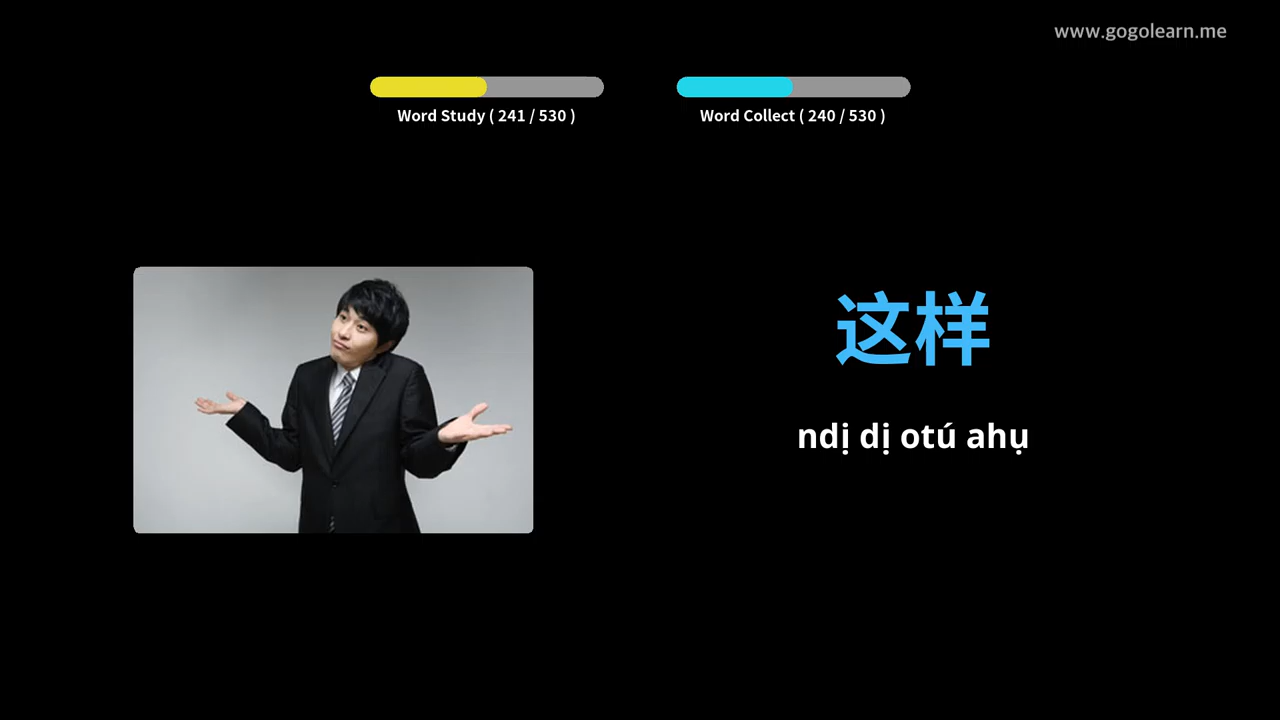 www.gogolearn.me
Word Study ( 241 / 530 )
Word Collect ( 240 / 530 )
这样
ndị dị otú ahụ